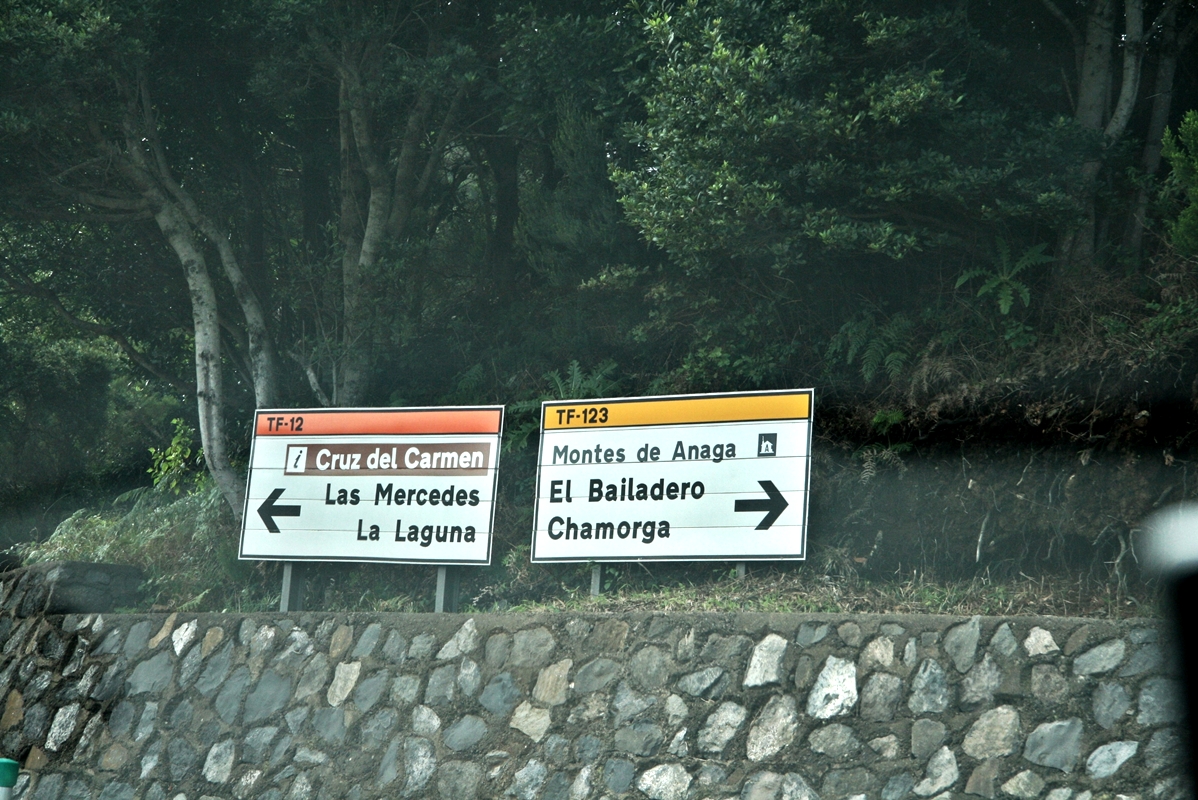 TF-12
i Cruz del Carmen
Las Mercedes
La Laguna
TF-123
Montes de Anaga
El Bailadero
Chamorga